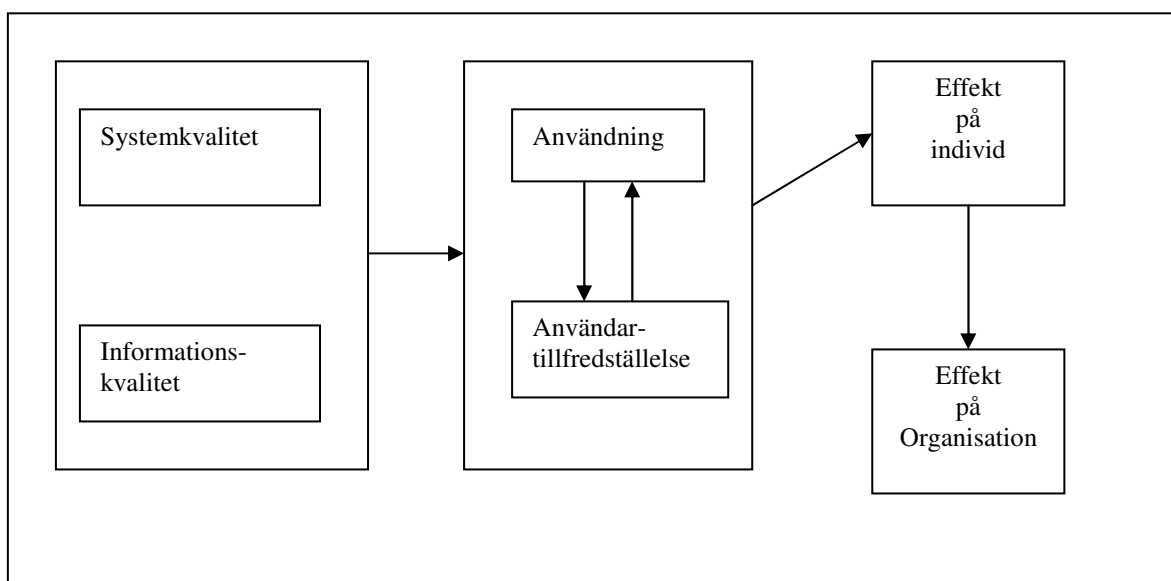 Systemkvalitet
Informations-
kvalitet
Användning
Användar-
tillfredställelse
Effekt
på
individ
Effekt
på
Organisation